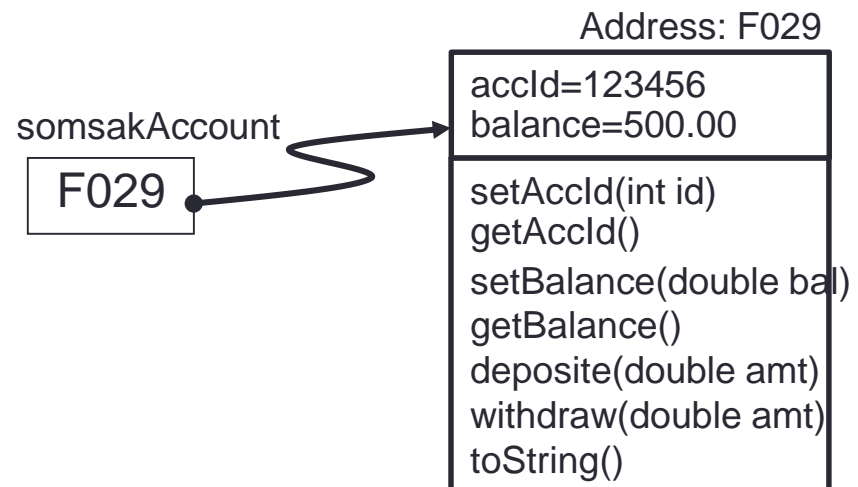 Address: F029
accId=123456
balance=500.00
somsakAccount
F029
setAccId(int id)
getAccId()
setBalance(double bal)
getBalance()
deposite(double amt)
withdraw(double amt)
toString()